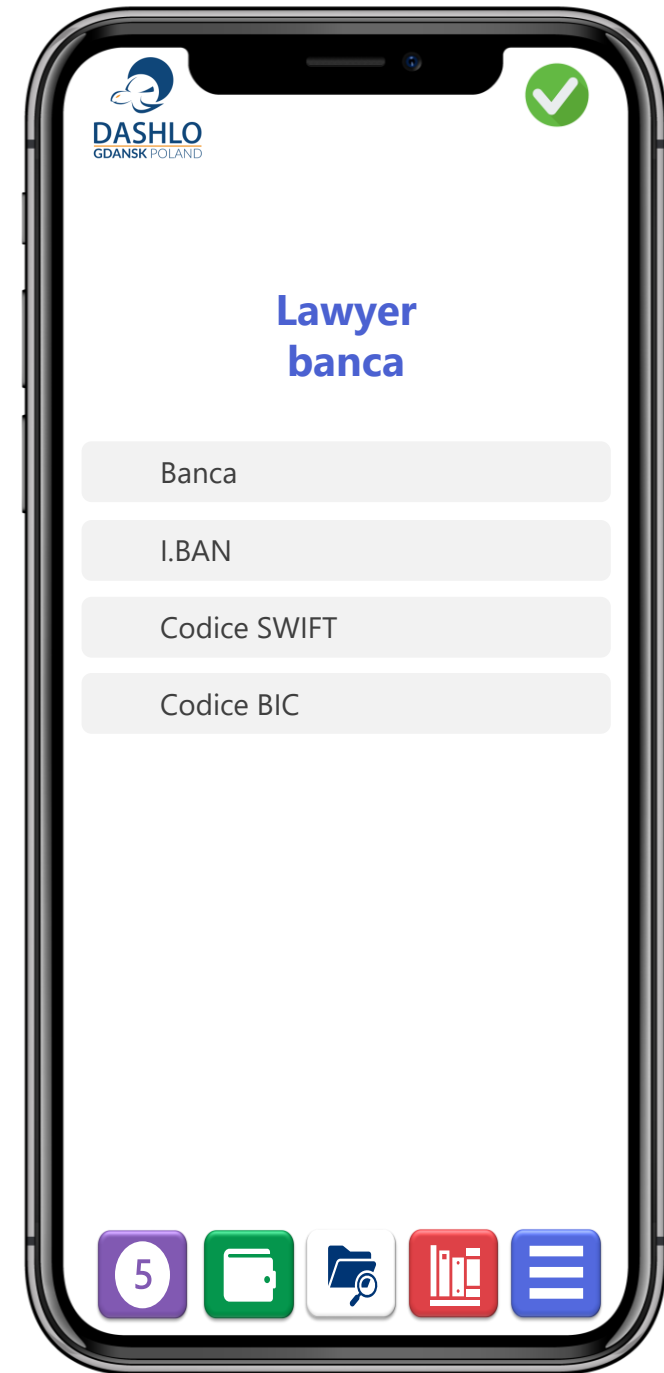 DASHLO
GDANSK POLAND
Lawyer
banca
Banca
I.BAN
Codice SWIFT
Codice BIC
5